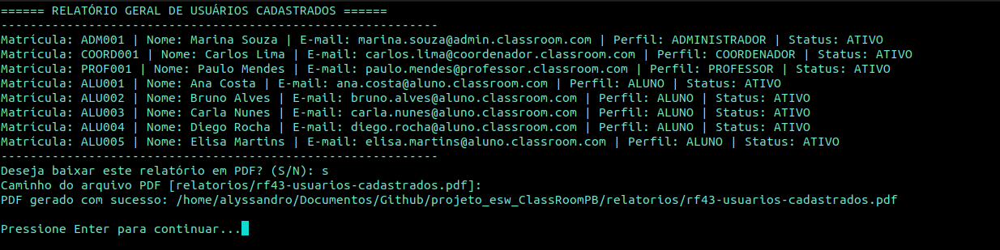 ====== RELATÓRIO GERAL DE USUÁRIOS CADASTRADOS ======
------------------------------------------------------------
Matrícula: ADM001 | Nome: Marina Souza | E-mail: marina.souza@admin.classroom.com | Perfil: ADMINISTRADOR | Status: ATIVO
Matrícula: COORD001 | Nome: Carlos Lima | E-mail: carlos.lima@coordenador.classroom.com | Perfil: COORDENADOR | Status: ATIVO
Matrícula: PROF001 | Nome: Paulo Mendes | E-mail: paulo.mendes@professor.classroom.com | Perfil: PROFESSOR | Status: ATIVO
Matrícula: ALU001 | Nome: Ana Costa | E-mail: ana.costa@aluno.classroom.com | Perfil: ALUNO | Status: ATIVO
Matrícula: ALU002 | Nome: Bruno Alves | E-mail: bruno.alves@aluno.classroom.com | Perfil: ALUNO | Status: ATIVO
Matrícula: ALU003 | Nome: Carla Nunes | E-mail: carla.nunes@aluno.classroom.com | Perfil: ALUNO | Status: ATIVO
Matrícula: ALU004 | Nome: Diego Rocha | E-mail: diego.rocha@aluno.classroom.com | Perfil: ALUNO | Status: ATIVO
Matrícula: ALU005 | Nome: Elisa Martins | E-mail: elisa.martins@aluno.classroom.com | Perfil: ALUNO | Status: ATIVO
------------------------------------------------------------
Deseja baixar este relatório em PDF? (S/N): s
Caminho do arquivo PDF [relatorios/rf43-usuarios-cadastrados.pdf]:
PDF gerado com sucesso: /home/alyssandro/Documentos/Github/projeto_esw_ClassRoomPB/relatorios/rf43-usuarios-cadastrados.pdf
Pressione Enter para continuar...